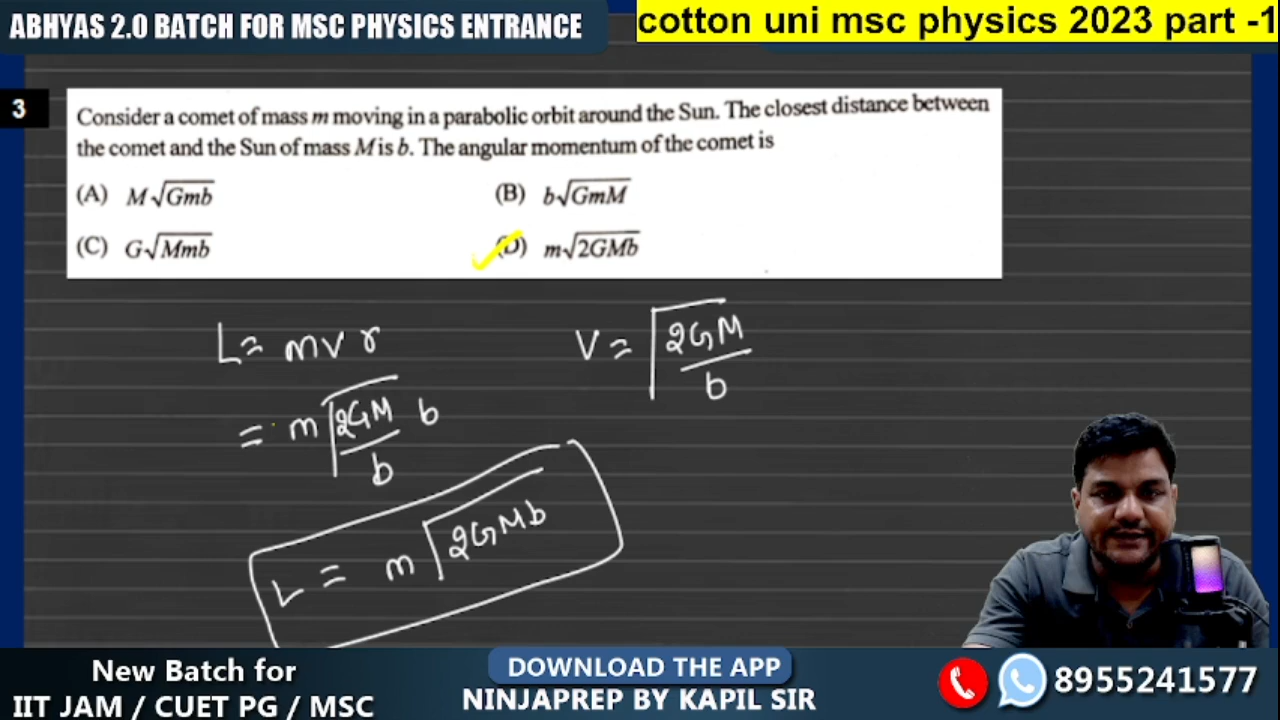 ABHYAS 2.0 BATCH FOR MSC PHYSICS ENTRANCE
cotton uni msc physics 2023 part -1
3
Consider a comet of mass m moving in a parabolic orbit around the Sun. The closest distance between
the comet and the Sun of mass M is b. The angular momentum of the comet is
(A) M√Gmb
(B) b√GmM
(C) G√Mmb
(D) m√2GMb
L = m v r
V = √2GM/b
= m √2GM/b b
L = m √2GMb
New Batch for
IIT JAM / CUET PG / MSC
DOWNLOAD THE APP
NINJAPREP BY KAPIL SIR
8955241577